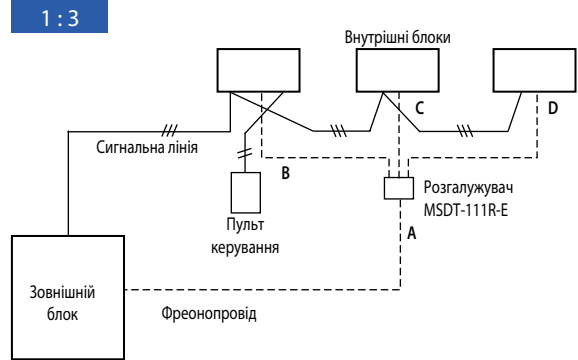 1 : 3
Внутрішні блоки
C
D
Сигнальна лінія
B
Розгалужувач
MSDT-111R-E
Пульт
керування
A
Зовнішній
блок
Фреонопровід